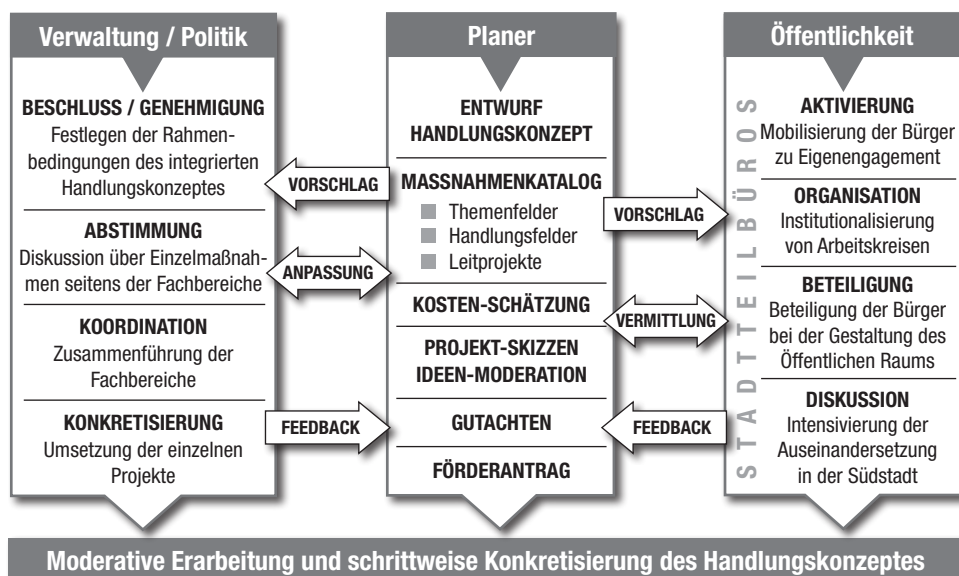 Verwaltung / Politik
BESCHLUSS / GENEHMIGUNG
Festlegen der Rahmen-
bedingungen des integrierten
Handlungskonzeptes
ABSTIMMUNG
Diskussion über Einzelmaßnah-
men seitens der Fachbereiche
KOORDINATION
Zusammenführung der
Fachbereiche
KONKRETISIERUNG
Umsetzung der einzelnen
Projekte
VORSCHLAG
ANPASSUNG
FEEDBACK
Planer
ENTWURF
HANDLUNGSKONZEPT
MASSNAHMENKATALOG
Themenfelder
Handlungsfelder
Leitprojekte
KOSTEN-SCHÄTZUNG
PROJEKT-SKIZZEN
IDEEN-MODERATION
GUTACHTEN
FÖRDERANTRAG
VORSCHLAG
VERMITTLUNG
FEEDBACK
Öffentlichkeit
STADTTEILBÜROS
AKTIVIERUNG
Mobilisierung der Bürger
zu Eigenengagement
ORGANISATION
Institutionalisierung
von Arbeitskreisen
BETEILIGUNG
Beteiligung der Bürger
bei der Gestaltung des
Öffentlichen Raums
DISKUSSION
Intensivierung der
Auseinandersetzung
in der Südstadt
Moderative Erarbeitung und schrittweise Konkretisierung des Handlungskonzeptes